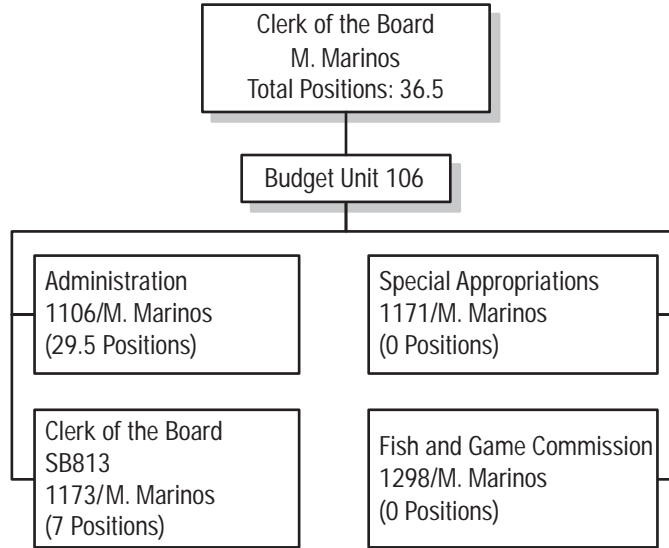 Clerk of the Board
M. Marinos
Total Positions: 36.5
Budget Unit 106
Administration
1106/M. Marinos
(29.5 Positions)
Special Appropriations
1171/M. Marinos
(0 Positions)
Clerk of the Board
SB813
1173/M. Marinos
(7 Positions)
Fish and Game Commission
1298/M. Marinos
(0 Positions)